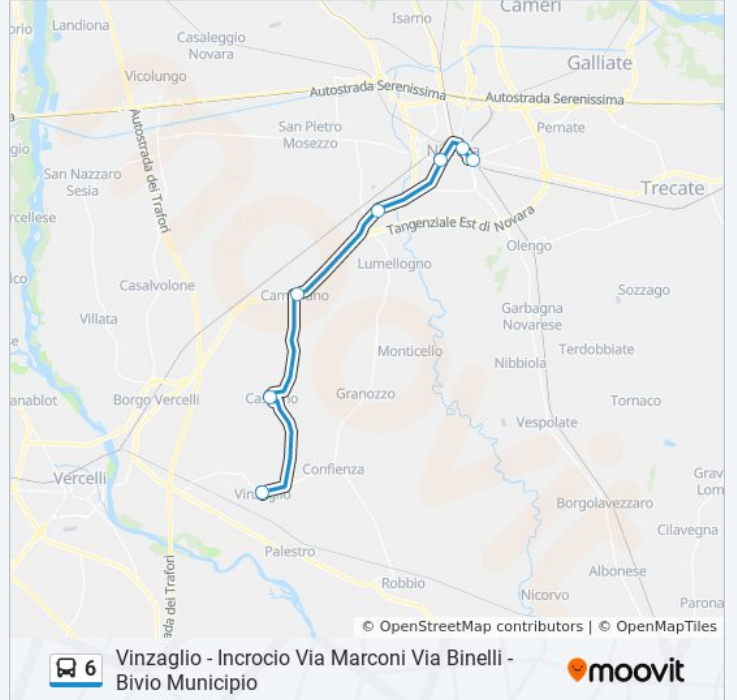 Landiona
Isarno
Cameri
Casaleggio
Novara
Vicolungo
Galliate
Autostrada Serenissima
Autostrada Serenissima
Autostrada dei Trafori
San Pietro
Mosezzo
Pernate
San Nazzaro
Sesia
Trecate
Tangenziale Est di Novara
Olengo
Lumellogno
Casalvolone
Sozzago
Villata
Garbagna
Novarese
Monticello
Terdobbiate
Nibbiola
Borgo Vercelli
Granozzo
Tornaco
Vespolate
Confienza
Vercelli
Borgolavezzaro
Cilavegna
Palestro
Albonese
Robbio
Nicorvo
© OpenStreetMap contributors | © OpenMapTiles
6
Vinzaglio - Incrocio Via Marconi Via Binelli -
Bivio Municipio
moovit